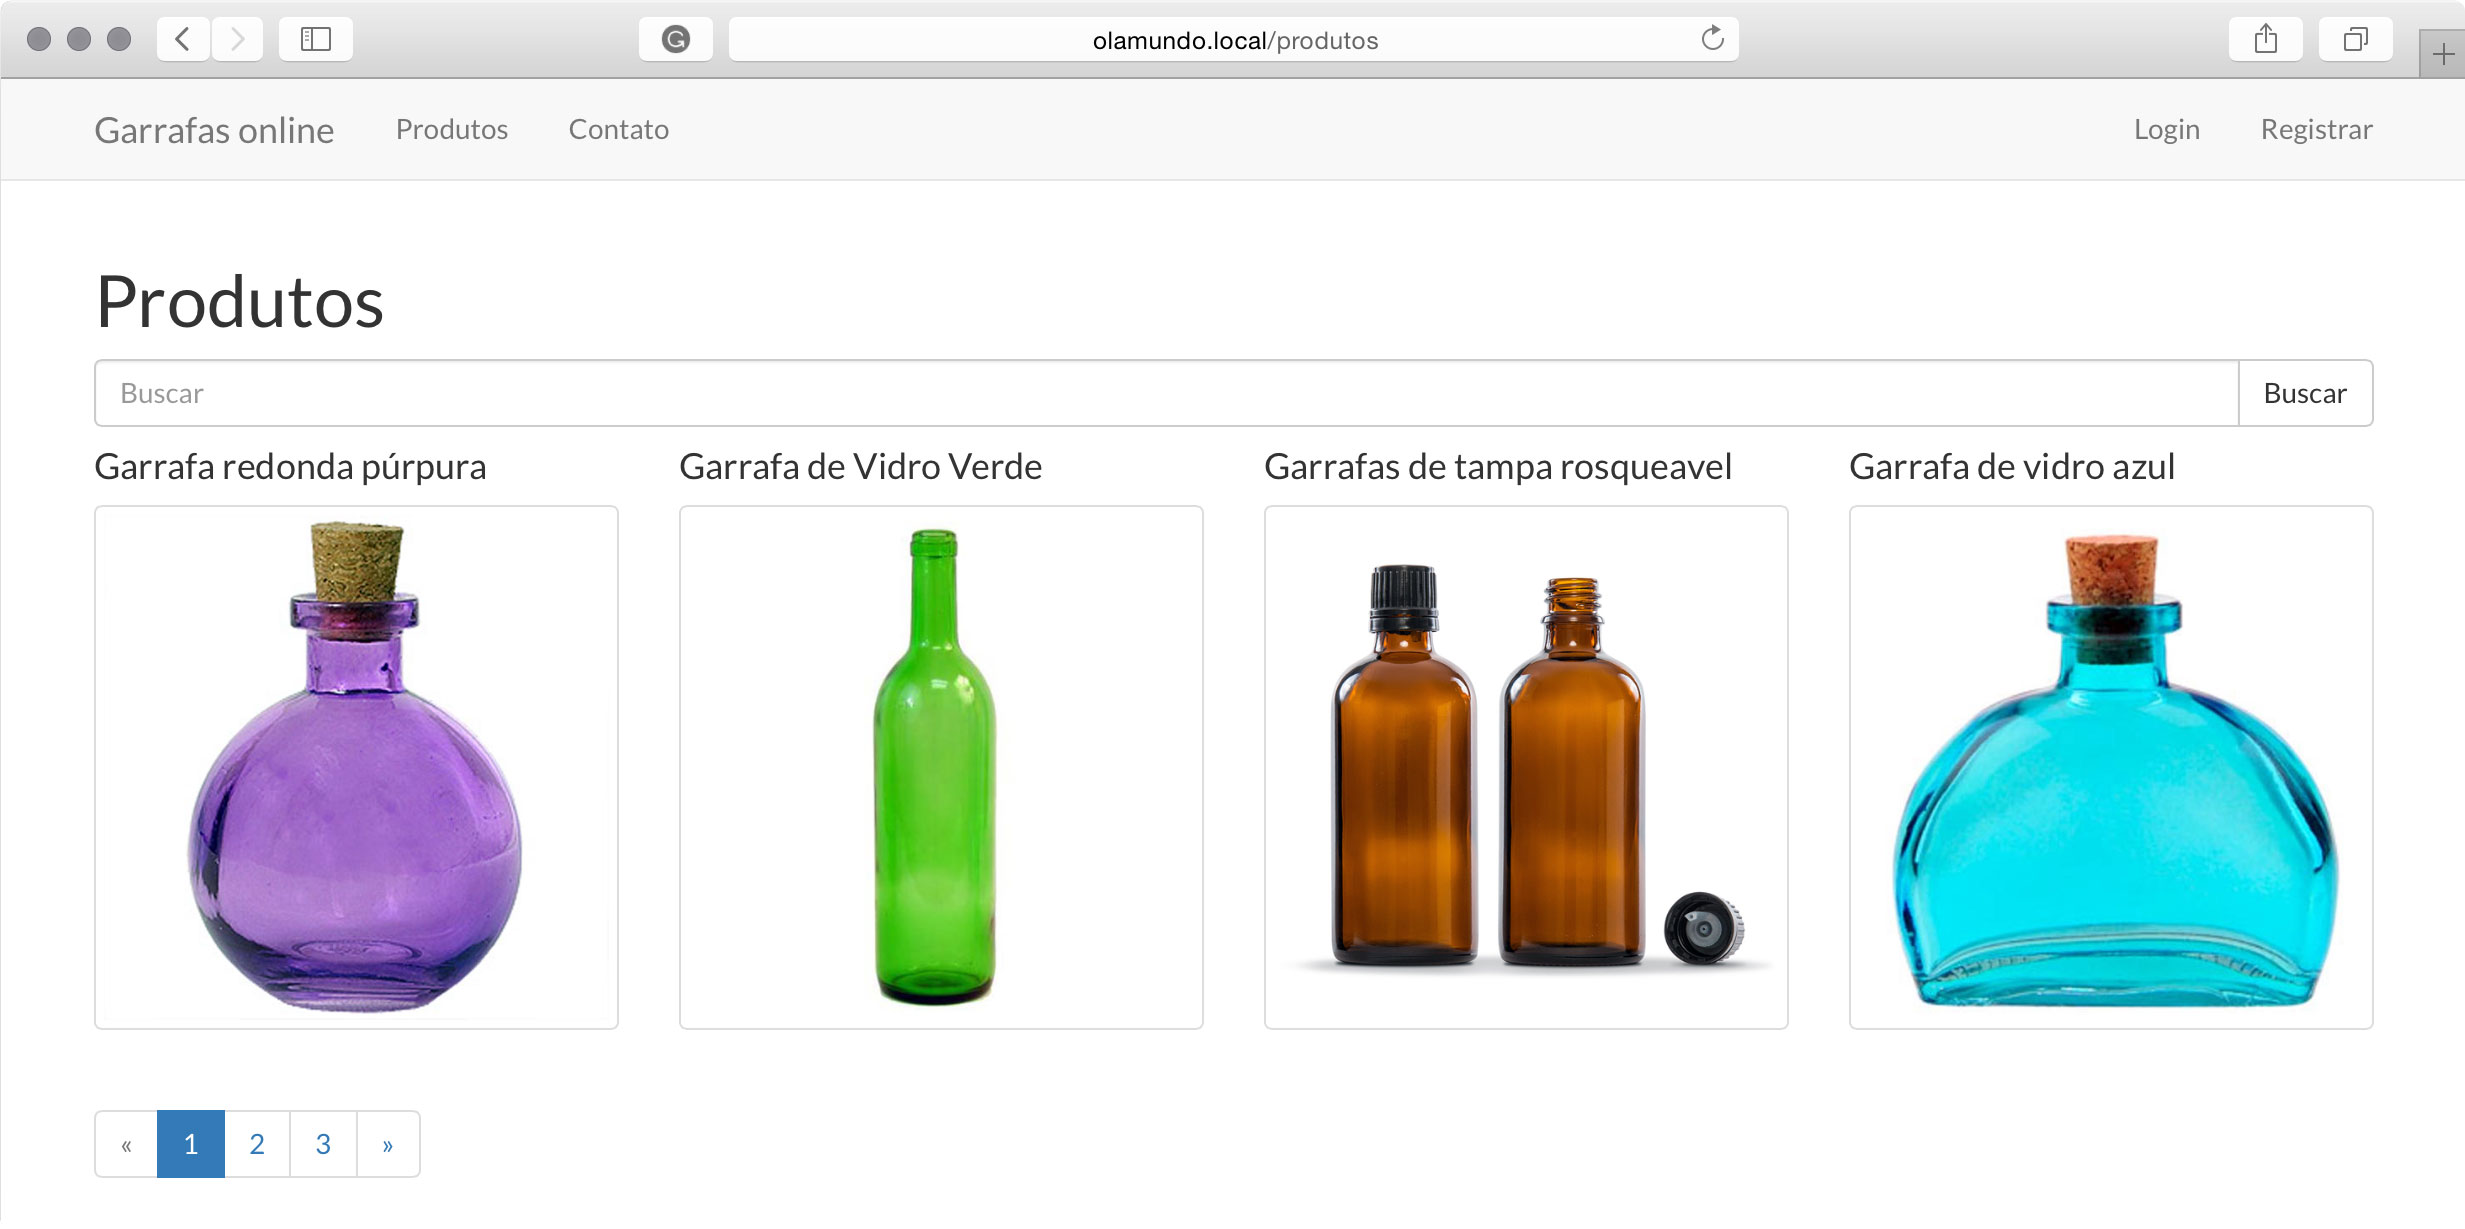 olamundo.local/produtos
Garrafas online Produtos Contato Login Registrar
Produtos
Buscar Buscar
Garrafa redonda púrpura Garrafa de Vidro Verde Garrafas de tampa rosqueavel Garrafa de vidro azul
« 1 2 3 »